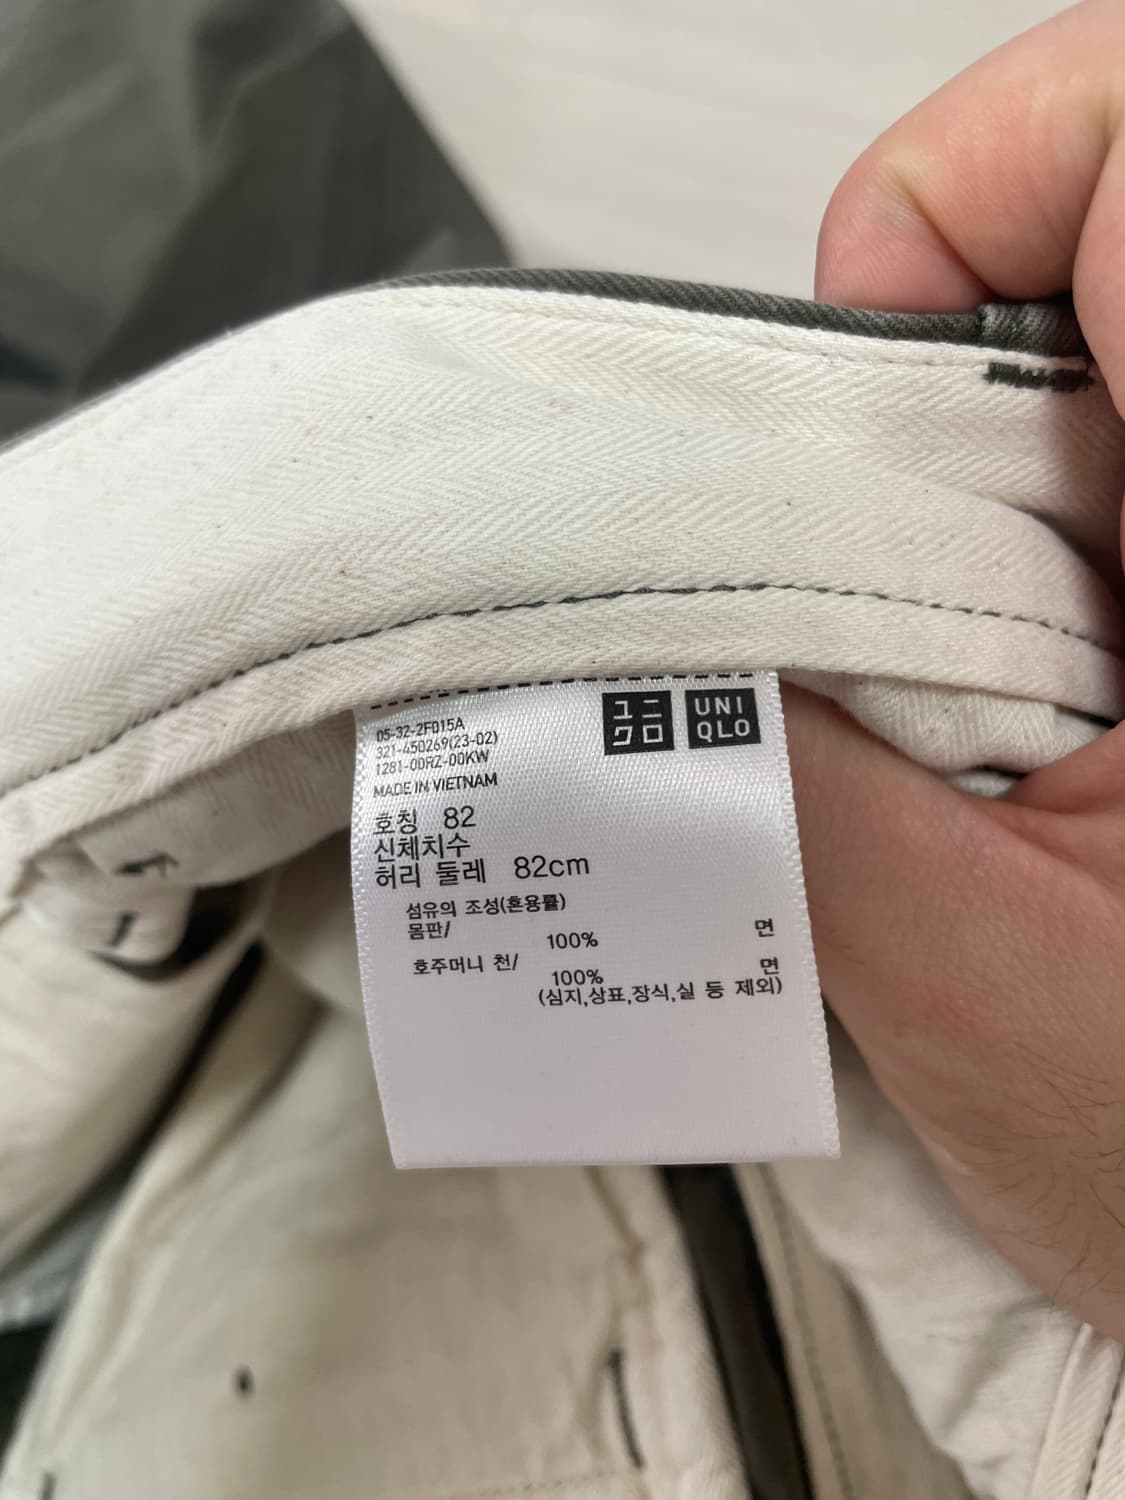 05-32-2F015A
321-450269(23-02)
1281-00RZ-00KW
MADE IN VIETNAM
ユニ
クロ
UNI
QLO
호칭 82
신체치수
허리 둘레 82cm
섬유의 조성(혼용률)
몸판/
100% 면
호주머니 천/
100% 면
(심지,상표,장식,실 등 제외)